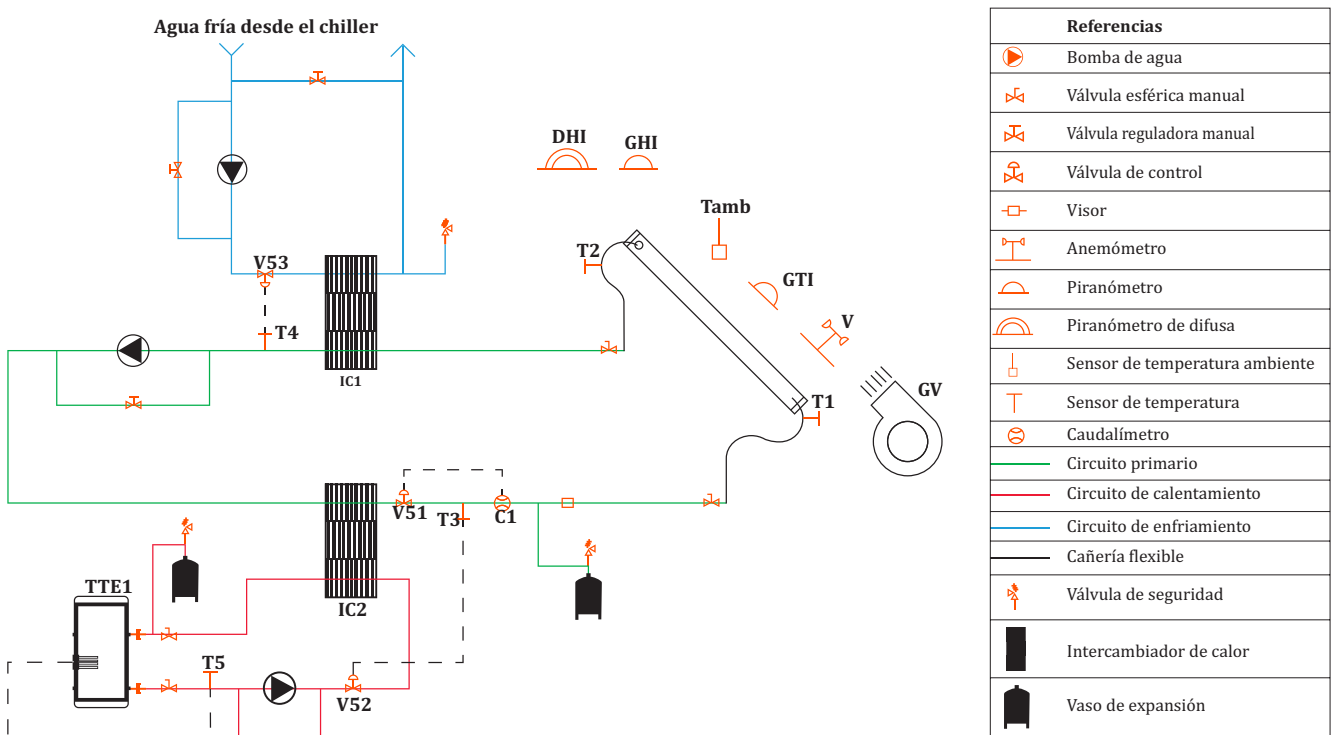 Agua fría desde el chiller
DHI
GHI
Tamb
T2
GTI
V
V53
T4
IC1
GV
T1
V51
T3
C1
TTE1
IC2
T5
V52
Referencias
Bomba de agua
Válvula esférica manual
Válvula reguladora manual
Válvula de control
Visor
Anemómetro
Piranómetro
Piranómetro de difusa
Sensor de temperatura ambiente
Sensor de temperatura
Caudalímetro
Circuito primario
Circuito de calentamiento
Circuito de enfriamiento
Cañería flexible
Válvula de seguridad
Intercambiador de calor
Vaso de expansión